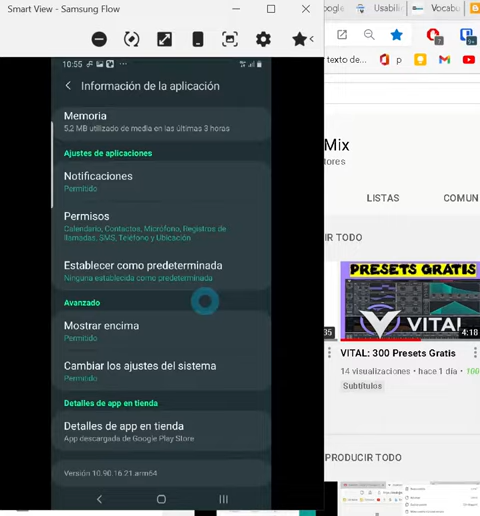 Smart View - Samsung Flow
10:55
Información de la aplicación
Memoria
5,2 MB utilizado de media en las últimas 3 horas
Ajustes de aplicaciones
Notificaciones
Permitido
Permisos
Calendario, Contactos, Micrófono, Registros de
llamadas, SMS, Teléfono y Ubicación
Establecer como predeterminada
Ninguna establecida como predeterminada
Avanzado
Mostrar encima
Permitido
Cambiar los ajustes del sistema
Permitido
Detalles de app en tienda
Detalles de app en tienda
App descargada de Google Play Store
Versión 10.90.16.21.arm64
ogle
Usabili
Vocabu
texto de...
p
Mix
tores
LISTAS
COMUN
IR TODO
PRESETS GRATIS
VITAL
:35
4:18
VITAL: 300 Presets Gratis
14 visualizaciones • hace 1 día •
Subtítulos
PRODUCIR TODO